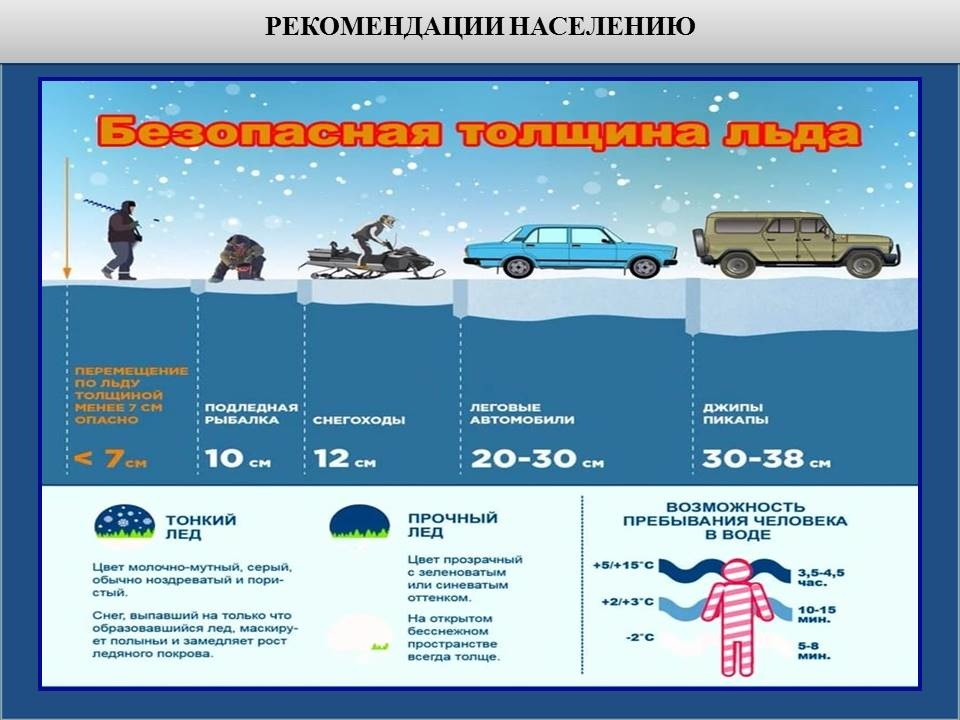 РЕКОМЕНДАЦИИ НАСЕЛЕНИЮ
Безопасная толщина льда
ПЕРЕМЕЩЕНИЕ
ПО ЛЬДУ
ТОЛЩИНОЙ
МЕНЕЕ 7 СМ
ОПАСНО
< 7 см
ПОДЛЕДНАЯ
РЫБАЛКА
10 см
СНЕГОХОДЫ
12 см
ЛЕГОВЫЕ
АВТОМОБИЛИ
20-30 см
ДЖИПЫ
ПИКАПЫ
30-38 см
ТОНКИЙ
ЛЕД
Цвет молочно-мутный, серый,
обычно ноздреватый и пори-
стый.
Снег, выпавший на только что
образовавшийся лед, маскиру-
ет полыньи и замедляет рост
ледяного покрова.
ПРОЧНЫЙ
ЛЕД
Цвет прозрачный
с зеленоватым
или синеватым
оттенком.
На открытом
бесснежном
пространстве
всегда толще.
ВОЗМОЖНОСТЬ
ПРЕБЫВАНИЯ ЧЕЛОВЕКА
В ВОДЕ
+5/+15°C
3,5-4,5
час.
+2/+3°C
10-15
мин.
-2°C
5-8
мин.